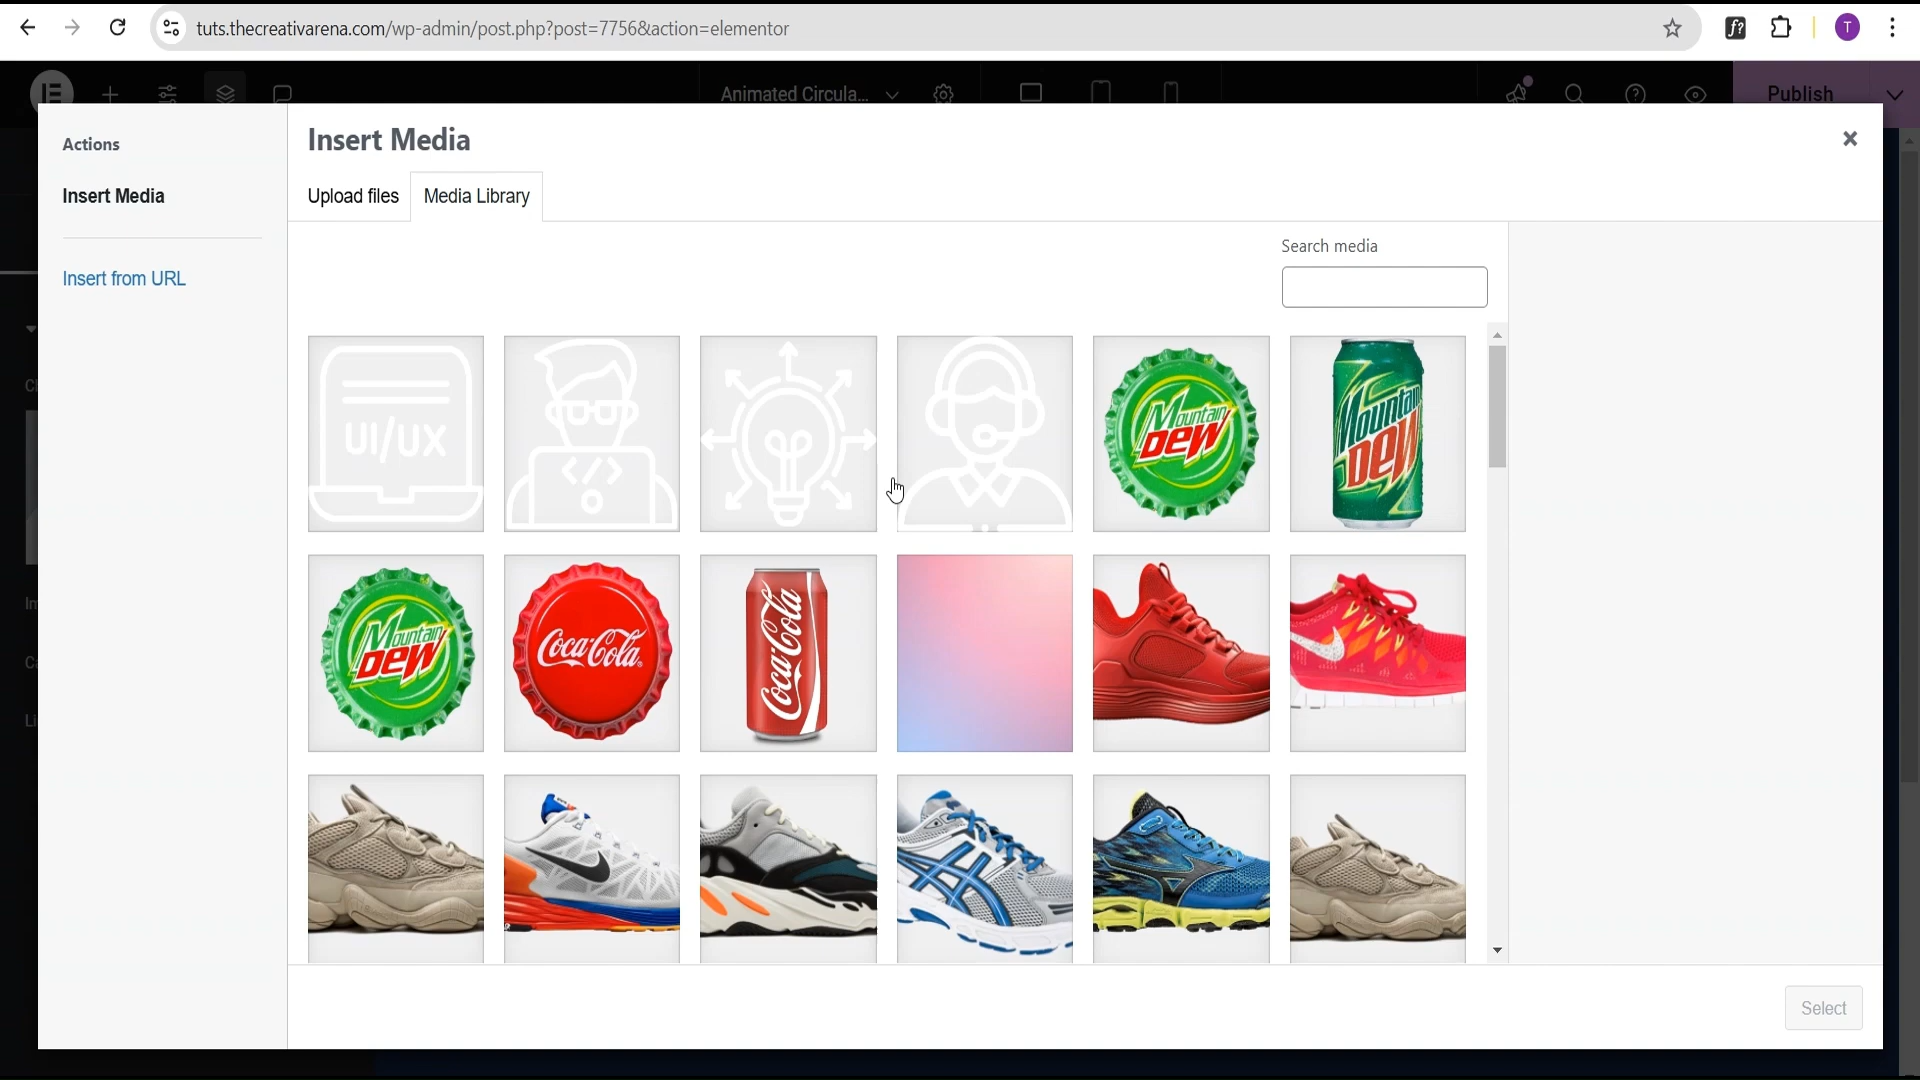 tuts.thecreativarena.com/wp-admin/post.php?post=7756&action=elementor
T
Animated Circula...
Publish
Actions
Insert Media
Insert from URL
Insert Media
Upload files
Media Library
Search media
UI/UX
Mountain
DEW
Mountain
DEW
Mountain
DEW
Coca-Cola
Coca-Cola
Select